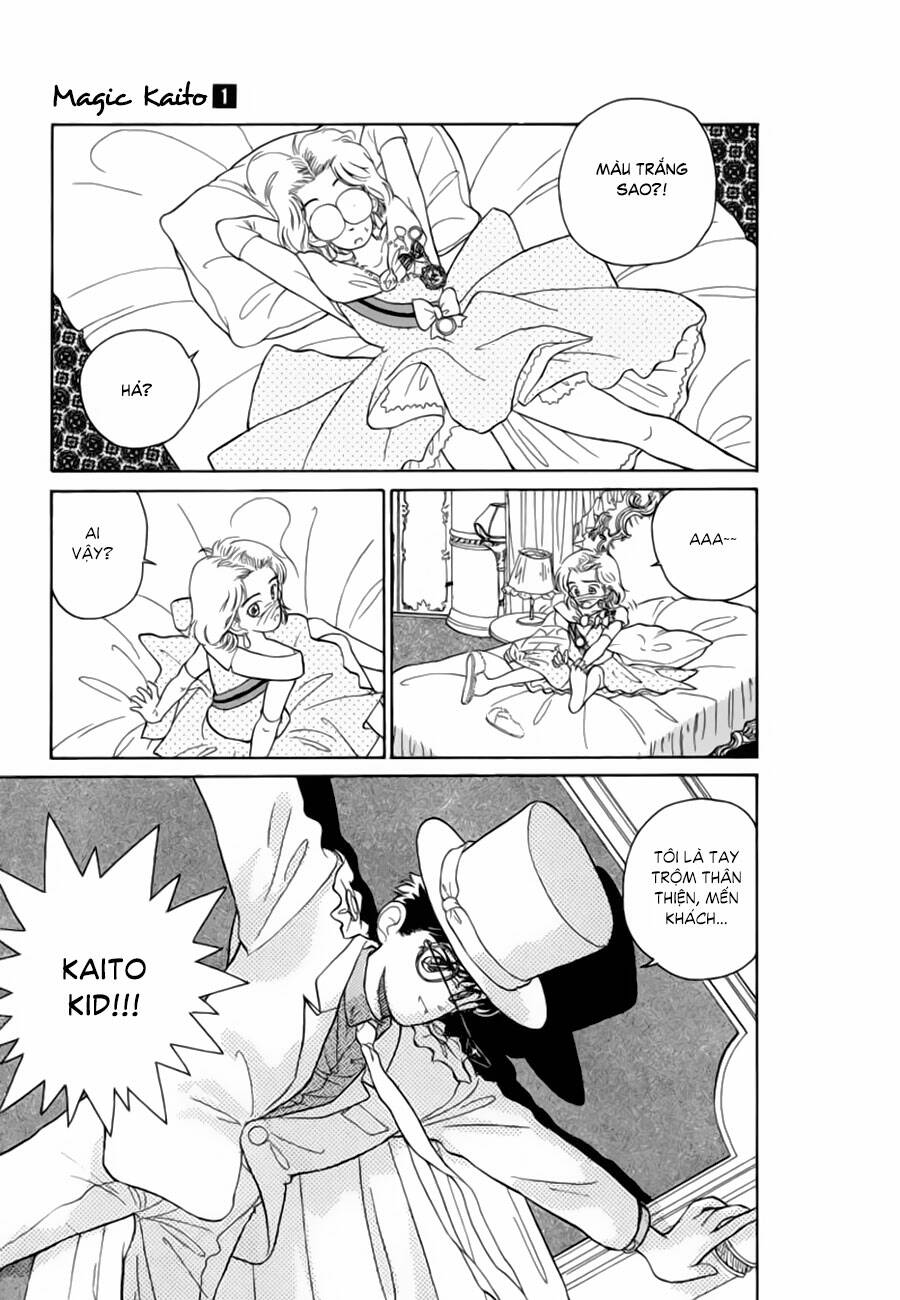 Magic Kaito 1
MÀU TRẮNG
SAO?!
HẢ?
AAA~~
AI
VẬY?
TÔI LÀ TAY
TRỘM THÂN
THIỆN, MẾN
KHÁCH...
KAITO
KID!!!